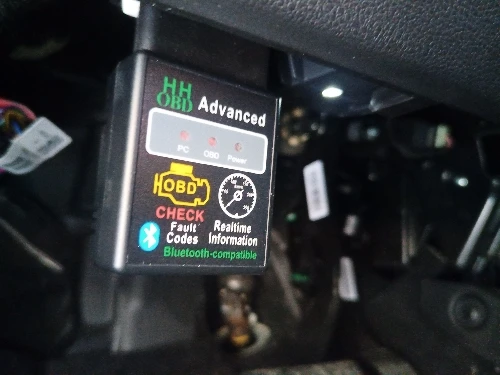 HH
OBD
Advanced
PC OBD Power
OBD
CHECK
Fault
Codes
Realtime
Information
Bluetooth-compatible